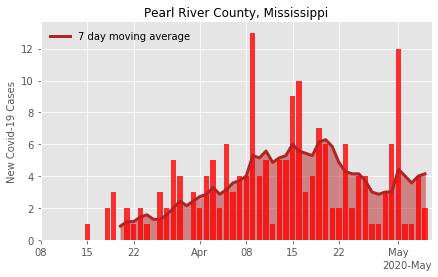 Pearl River County, Mississippi
7 day moving average
New Covid-19 Cases
12
10
8
6
4
2
0
08 15 22 Apr 08 15 22 May
2020-May